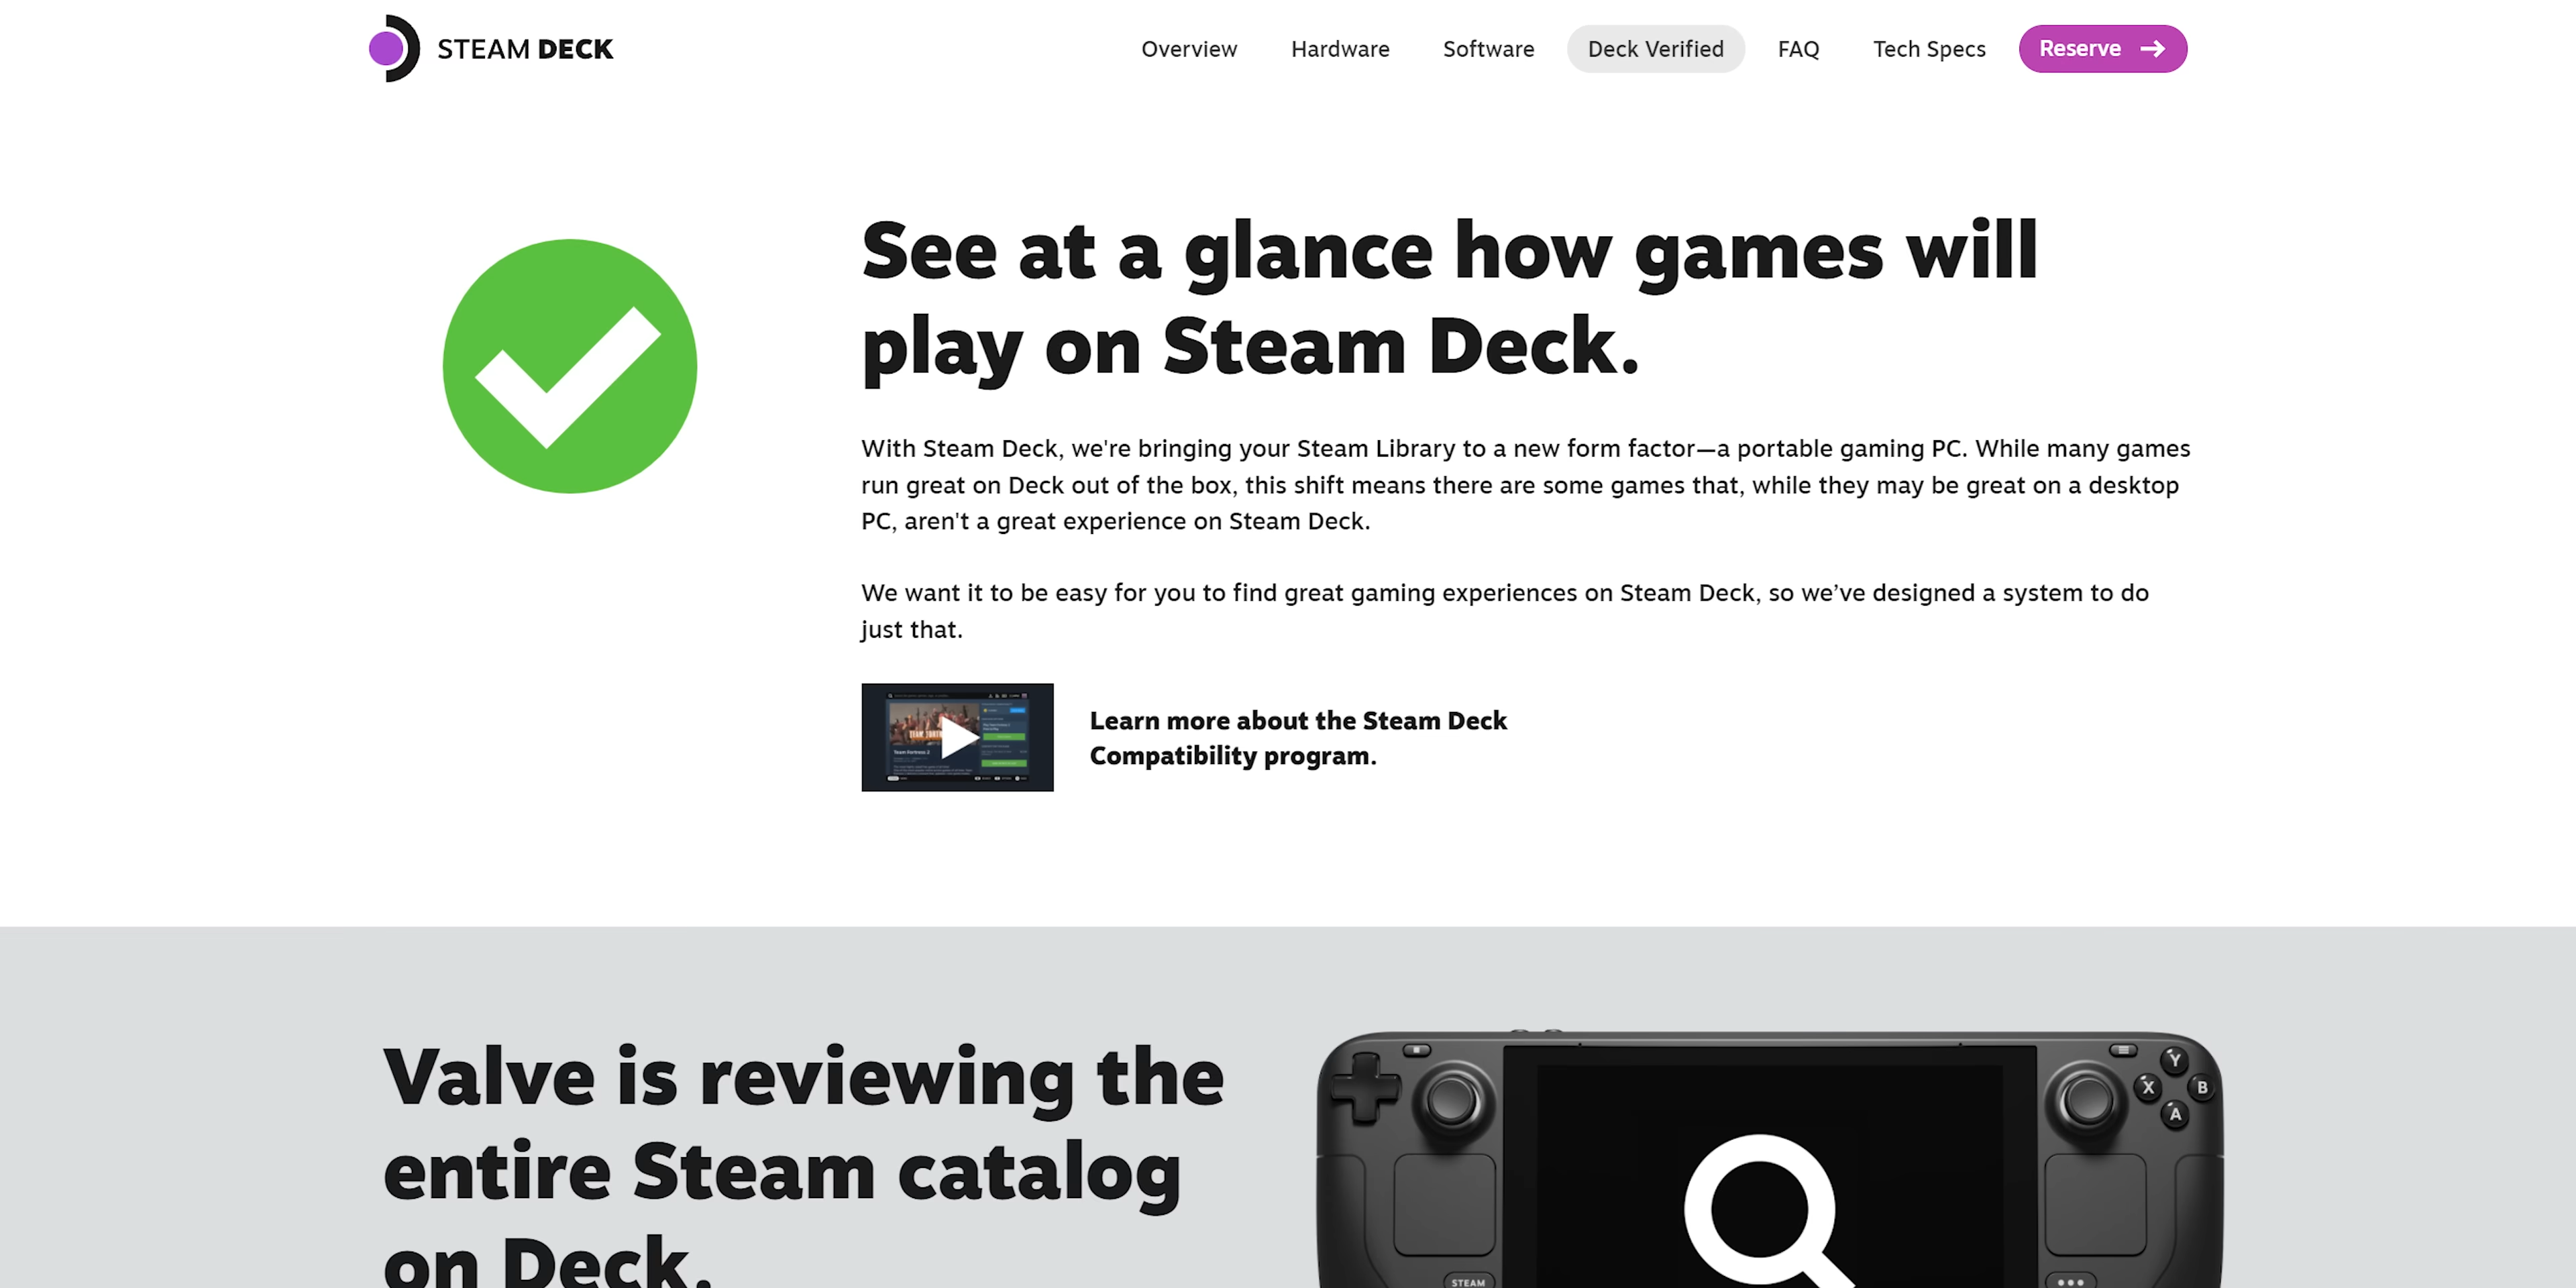 STEAM DECK
Overview
Hardware
Software
Deck Verified
FAQ
Tech Specs
Reserve
See at a glance how games will
play on Steam Deck.
With Steam Deck, we're bringing your Steam Library to a new form factor—a portable gaming PC. While many games
run great on Deck out of the box, this shift means there are some games that, while they may be great on a desktop
PC, aren't a great experience on Steam Deck.
We want it to be easy for you to find great gaming experiences on Steam Deck, so we’ve designed a system to do
just that.
Team Fortress 2
Learn more about the Steam Deck
Compatibility program.
Valve is reviewing the
entire Steam catalog
on Deck.
Y
X
B
A
STEAM